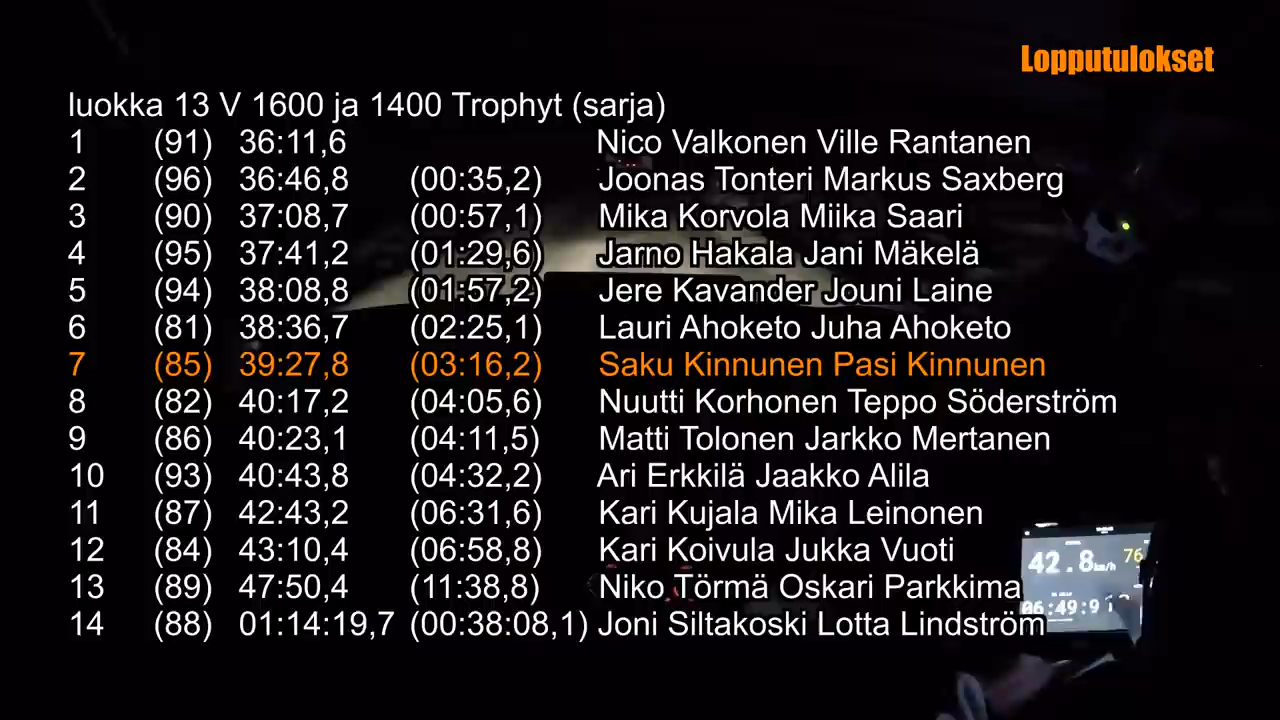 Lopputulokset
luokka 13 V 1600 ja 1400 Trophyt (sarja)
1 (91) 36:11,6 Nico Valkonen Ville Rantanen
2 (96) 36:46,8 (00:35,2) Joonas Tonteri Markus Saxberg
3 (90) 37:08,7 (00:57,1) Mika Korvola Miika Saari
4 (95) 37:41,2 (01:29,6) Jarno Hakala Jani Mäkelä
5 (94) 38:08,8 (01:57,2) Jere Kavander Jouni Laine
6 (81) 38:36,7 (02:25,1) Lauri Ahoketo Juha Ahoketo
7 (85) 39:27,8 (03:16,2) Saku Kinnunen Pasi Kinnunen
8 (82) 40:17,2 (04:05,6) Nuutti Korhonen Teppo Söderström
9 (86) 40:23,1 (04:11,5) Matti Tolonen Jarkko Mertanen
10 (93) 40:43,8 (04:32,2) Ari Erkkilä Jaakko Alila
11 (87) 42:43,2 (06:31,6) Kari Kujala Mika Leinonen
12 (84) 43:10,4 (06:58,8) Kari Koivula Jukka Vuoti
13 (89) 47:50,4 (11:38,8) Niko Törmä Oskari Parkkima
14 (88) 01:14:19,7 (00:38:08,1) Joni Siltakoski Lotta Lindström
42.8 km/h 76